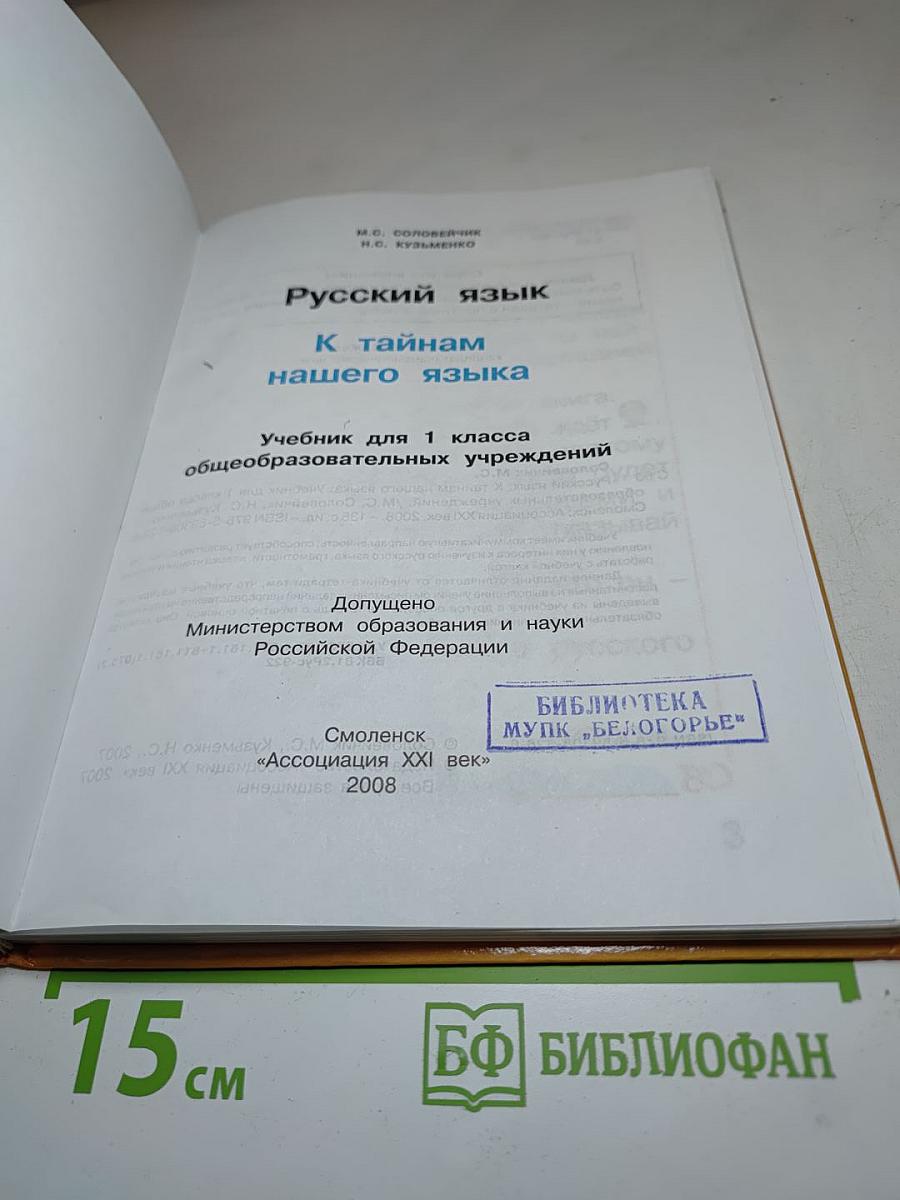 М.С. СОЛОВЕЙЧИК
Н.С. КУЗЬМЕНКО
Русский язык
К тайнам
нашего языка
Учебник для 1 класса
общеобразовательных учреждений
Допущено
Министерством образования и науки
Российской Федерации
БИБЛИОТЕКА
МУПК „БЕЛОГОРЬЕ"
Смоленск
«Ассоциация XXI век»
2008
15 см
БФ БИБЛИОФАН